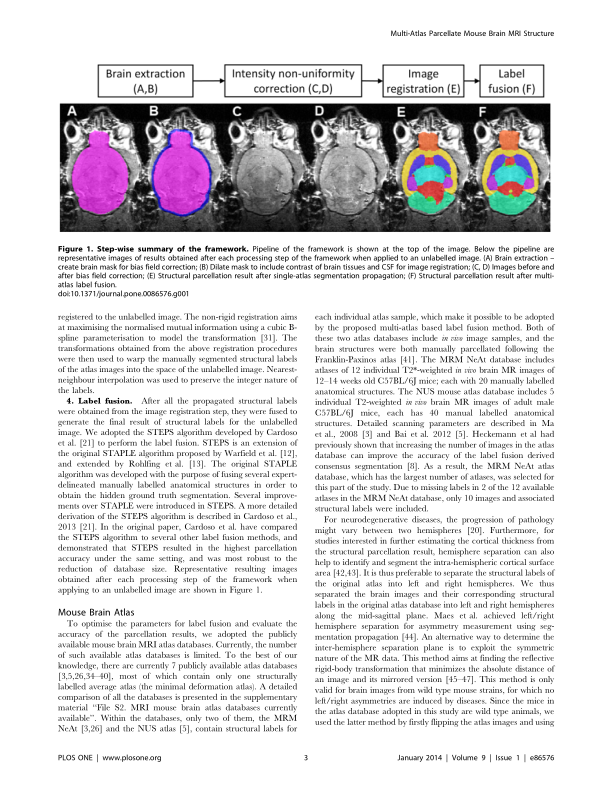 Multi-Atlas Parcellate Mouse Brain MRI Structure
Brain extraction
(A,B)
Intensity non-uniformity
correction (C,D)
Image
registration (E)
Label
fusion (F)
A
B
C
D
E
F
Figure 1. Step-wise summary of the framework. Pipeline of the framework is shown at the top of the image. Below the pipeline are
representative images of results obtained after each processing step of the framework when applied to an unlabelled image. (A) Brain extraction –
create brain mask for bias field correction; (B) Dilate mask to include contrast of brain tissues and CSF for image registration; (C, D) Images before and
after bias field correction; (E) Structural parcellation result after single-atlas segmentation propagation; (F) Structural parcellation result after multi-
atlas label fusion.
doi:10.1371/journal.pone.0086576.g001
registered to the unlabelled image. The non-rigid registration aims
at maximising the normalised mutual information using a cubic B-
spline parameterisation to model the transformation [31]. The
transformations obtained from the above registration procedures
were then used to warp the manually segmented structural labels
of the atlas images into the space of the unlabelled image. Nearest-
neighbour interpolation was used to preserve the integer nature of
the labels.
4. Label fusion. After all the propagated structural labels
were obtained from the image registration step, they were fused to
generate the final result of structural labels for the unlabelled
image. We adopted the STEPS algorithm developed by Cardoso
et al. [21] to perform the label fusion. STEPS is an extension of
the original STAPLE algorithm proposed by Warfield et al. [12],
and extended by Rohlfing et al. [13]. The original STAPLE
algorithm was developed with the purpose of fusing several expert-
delineated manually labelled anatomical structures in order to
obtain the hidden ground truth segmentation. Several improve-
ments over STAPLE were introduced in STEPS. A more detailed
derivation of the STEPS algorithm is described in Cardoso et al.,
2013 [21]. In the original paper, Cardoso et al. have compared
the STEPS algorithm to several other label fusion methods, and
demonstrated that STEPS resulted in the highest parcellation
accuracy under the same setting, and was most robust to the
reduction of database size. Representative resulting images
obtained after each processing step of the framework when
applying to an unlabelled image are shown in Figure 1.
Mouse Brain Atlas
To optimise the parameters for label fusion and evaluate the
accuracy of the parcellation results, we adopted the publicly
available mouse brain MRI atlas databases. Currently, the number
of such available atlas databases is limited. To the best of our
knowledge, there are currently 7 publicly available atlas databases
[3,5,26,34–40], most of which contain only one structurally
labelled average atlas (the minimal deformation atlas). A detailed
comparison of all the databases is presented in the supplementary
material “File S2. MRI mouse brain atlas databases currently
available”. Within the databases, only two of them, the MRM
NeAt [3,26] and the NUS atlas [5], contain structural labels for
each individual atlas sample, which make it possible to be adopted
by the proposed multi-atlas based label fusion method. Both of
these two atlas databases include in vivo image samples, and the
brain structures were both manually parcellated following the
Franklin-Paxinos atlas [41]. The MRM NeAt database includes
atlases of 12 individual T2*-weighted in vivo brain MR images of
12–14 weeks old C57BL/6J mice; each with 20 manually labelled
anatomical structures. The NUS mouse atlas database includes 5
individual T2-weighted in vivo brain MR images of adult male
C57BL/6J mice, each has 40 manual labelled anatomical
structures. Detailed scanning parameters are described in Ma
et al., 2008 [3] and Bai et al. 2012 [5]. Heckemann et al had
previously shown that increasing the number of images in the atlas
database can improve the accuracy of the label fusion derived
consensus segmentation [8]. As a result, the MRM NeAt atlas
database, which has the largest number of atlases, was selected for
this part of the study. Due to missing labels in 2 of the 12 available
atlases in the MRM NeAt database, only 10 images and associated
structural labels were included.
For neurodegenerative diseases, the progression of pathology
might vary between two hemispheres [20]. Furthermore, for
studies interested in further estimating the cortical thickness from
the structural parcellation result, hemisphere separation can also
help to identify and segment the intra-hemispheric cortical surface
area [42,43]. It is thus preferable to separate the structural labels of
the original atlas into left and right hemispheres. We thus
separated the brain images and their corresponding structural
labels in the original atlas database into left and right hemispheres
along the mid-sagittal plane. Maes et al. achieved left/right
hemisphere separation for asymmetry measurement using seg-
mentation propagation [44]. An alternative way to determine the
inter-hemisphere separation plane is to exploit the symmetric
nature of the MR data. This method aims at finding the reflective
rigid-body transformation that minimizes the absolute distance of
an image and its mirrored version [45–47]. This method is only
valid for brain images from wild type mouse strains, for which no
left/right asymmetries are induced by diseases. Since the mice in
the atlas database adopted in this study are wild type animals, we
used the latter method by firstly flipping the atlas images and using
PLOS ONE | www.plosone.org
3
January 2014 | Volume 9 | Issue 1 | e86576